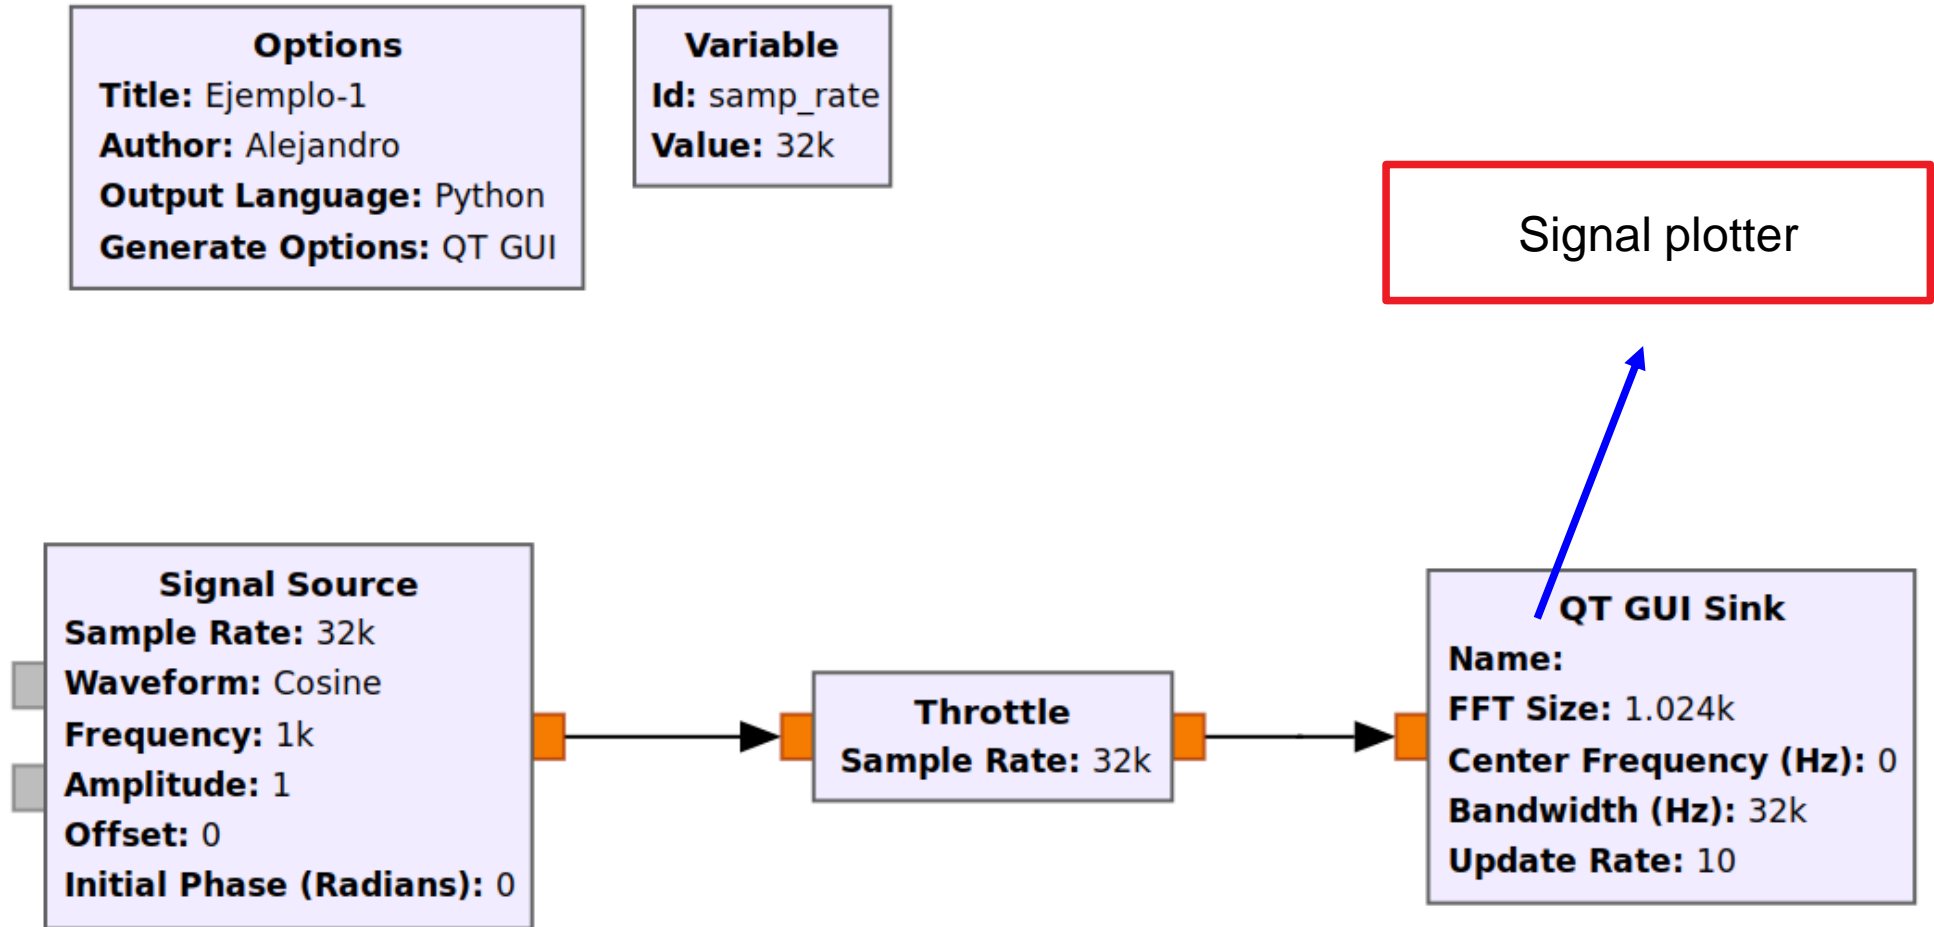 Options
Title: Ejemplo-1
Author: Alejandro
Output Language: Python
Generate Options: QT GUI
Variable
Id: samp_rate
Value: 32k
Signal plotter
Signal Source
Sample Rate: 32k
Waveform: Cosine
Frequency: 1k
Amplitude: 1
Offset: 0
Initial Phase (Radians): 0
Throttle
Sample Rate: 32k
QT GUI Sink
Name:
FFT Size: 1.024k
Center Frequency (Hz): 0
Bandwidth (Hz): 32k
Update Rate: 10